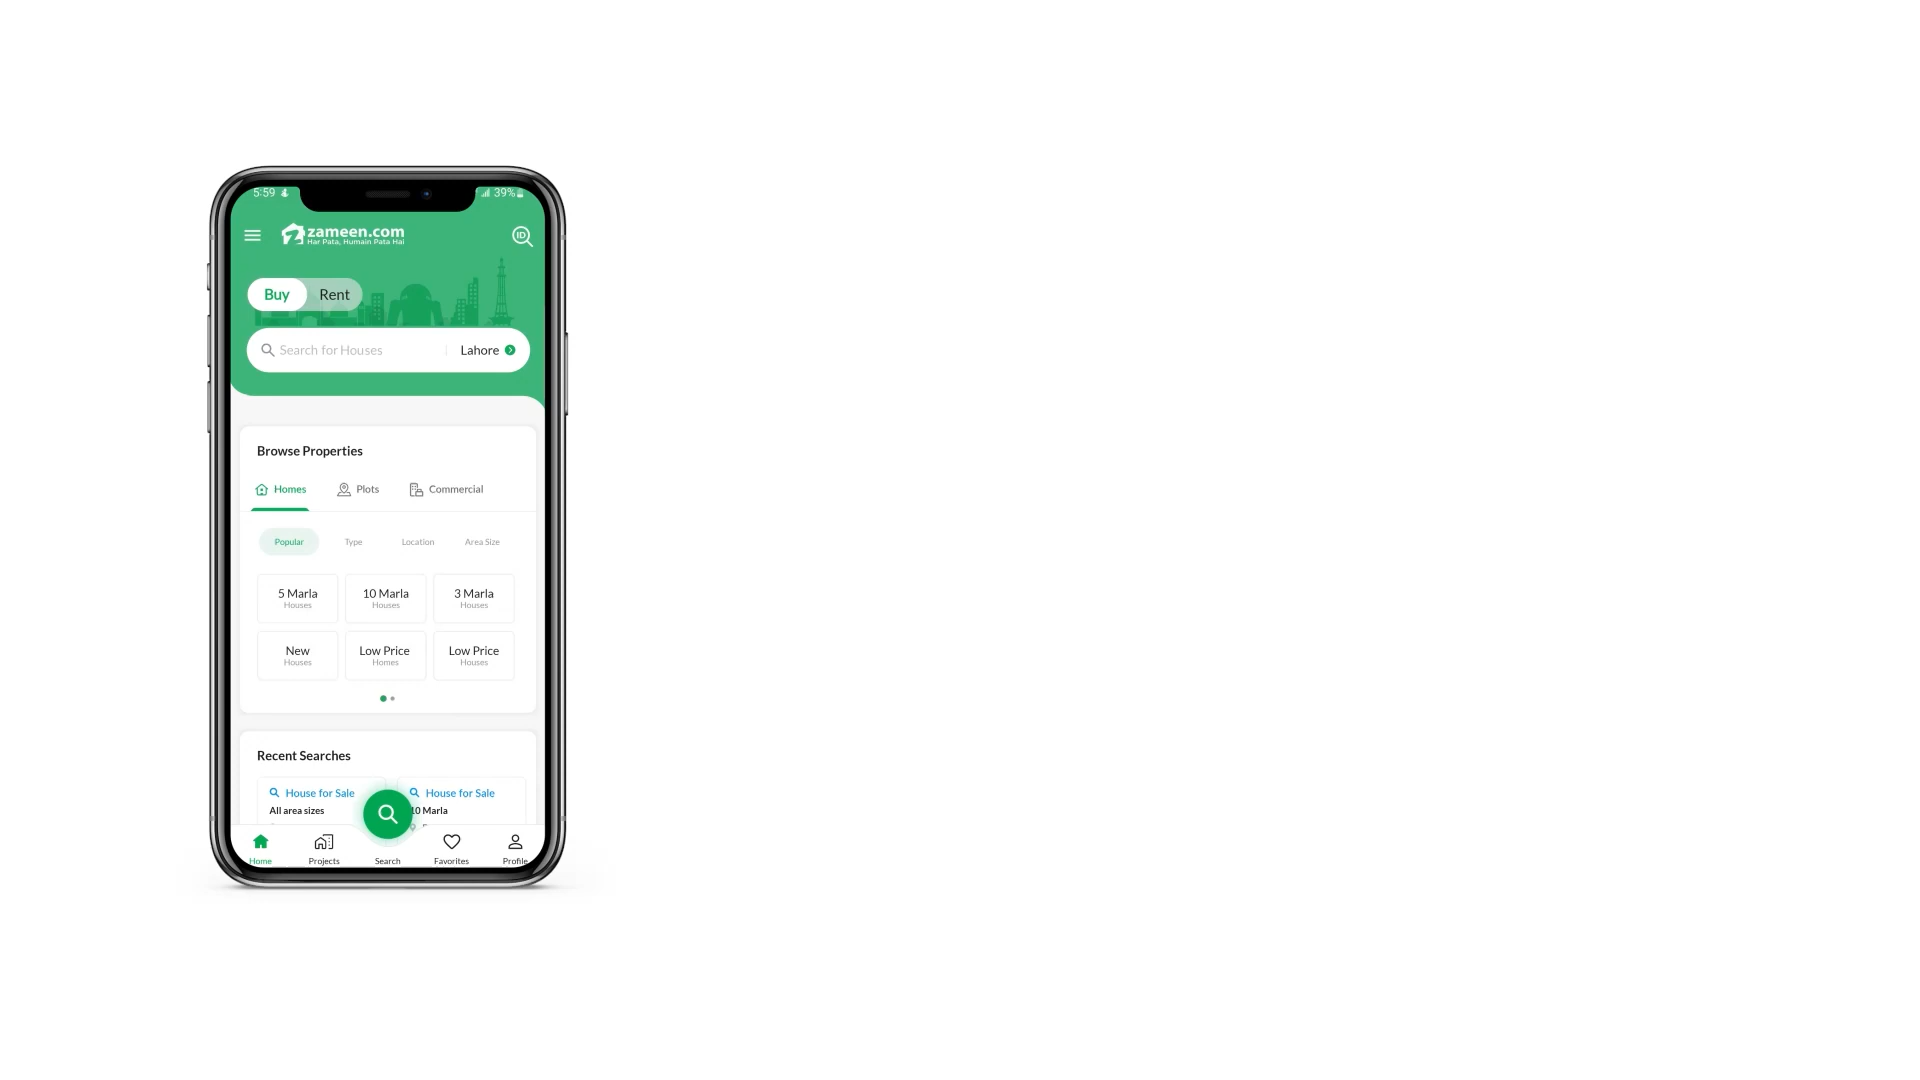 5:59
39%
zameen.com
Har Pata, Humain Pata Hai
ID
Buy
Rent
Search for Houses
Lahore
Browse Properties
Homes
Plots
Commercial
Popular
Type
Location
Area Size
5 Marla
Houses
10 Marla
Houses
3 Marla
Houses
New
Houses
Low Price
Homes
Low Price
Houses
Recent Searches
House for Sale
All area sizes
House for Sale
10 Marla
Home
Projects
Search
Favorites
Profile